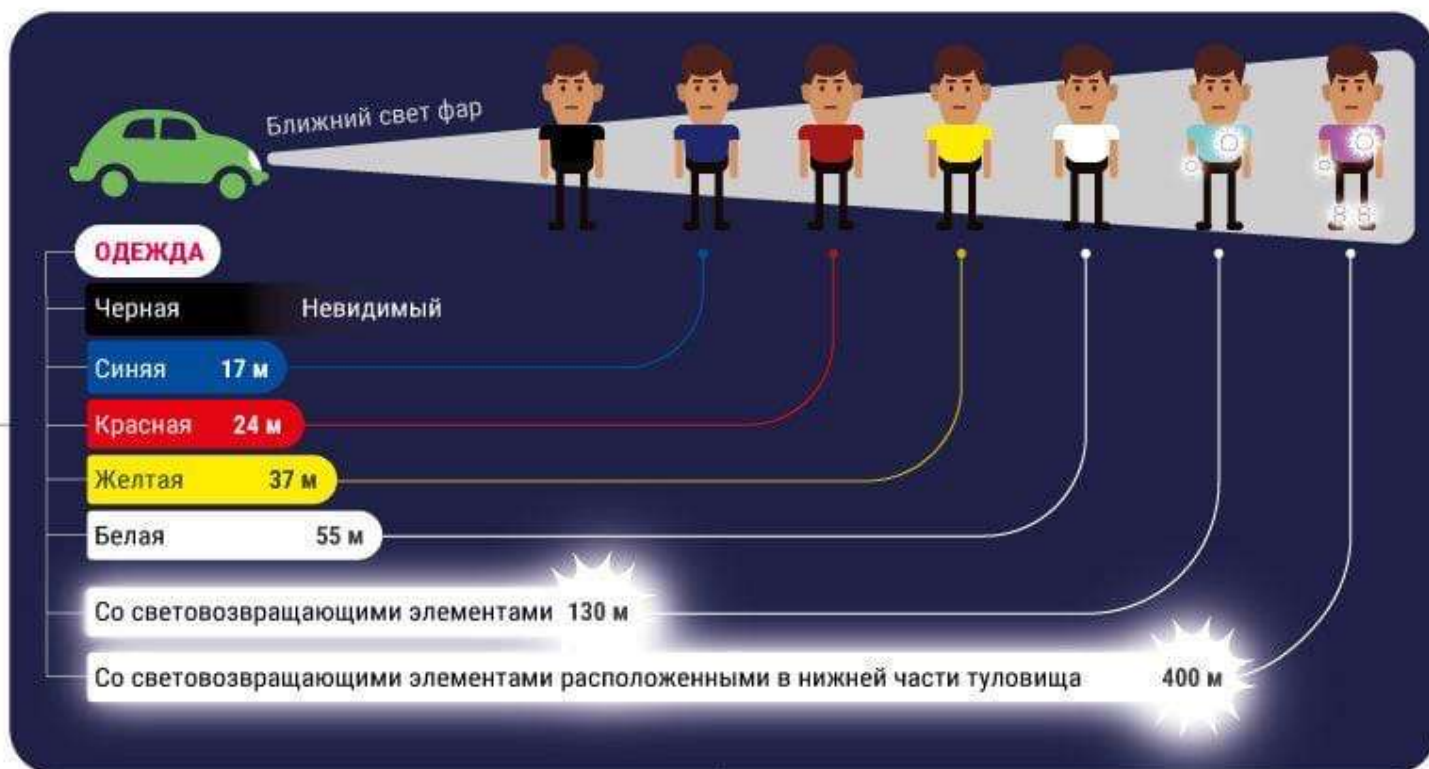 Ближний свет фар
ОДЕЖДА
Черная Невидимый
Синяя 17 м
Красная 24 м
Желтая 37 м
Белая 55 м
Со световозвращающими элементами 130 м
Со световозвращающими элементами расположенными в нижней части туловища 400 м